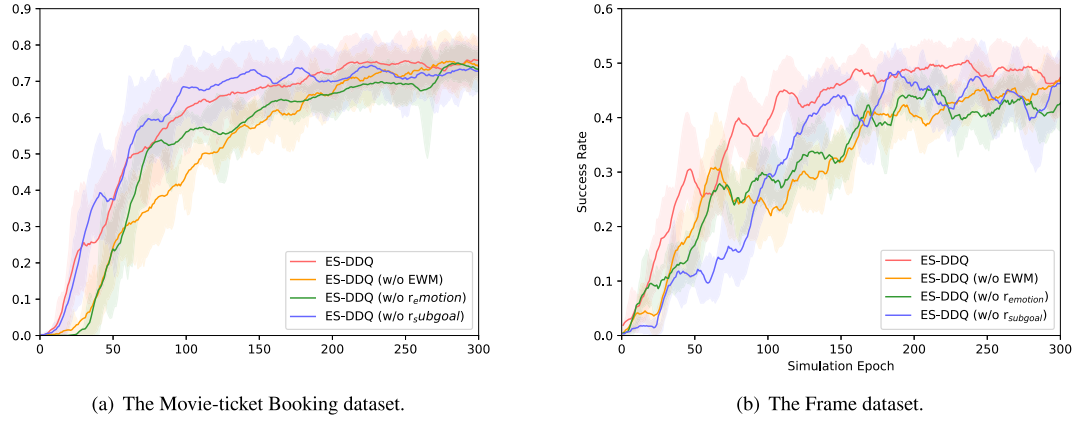 0.9
0.8
0.7
0.6
0.5
0.4
0.3
0.2
0.1
0.0
0 50 100 150 200 250 300
ES-DDQ
ES-DDQ (w/o EWM)
ES-DDQ (w/o r_emotion)
ES-DDQ (w/o r_subgoal)
(a) The Movie-ticket Booking dataset.
0.6
0.5
0.4
0.3
0.2
0.1
0.0
Success Rate
0 50 100 150 200 250 300
Simulation Epoch
ES-DDQ
ES-DDQ (w/o EWM)
ES-DDQ (w/o r_emotion)
ES-DDQ (w/o r_subgoal)
(b) The Frame dataset.